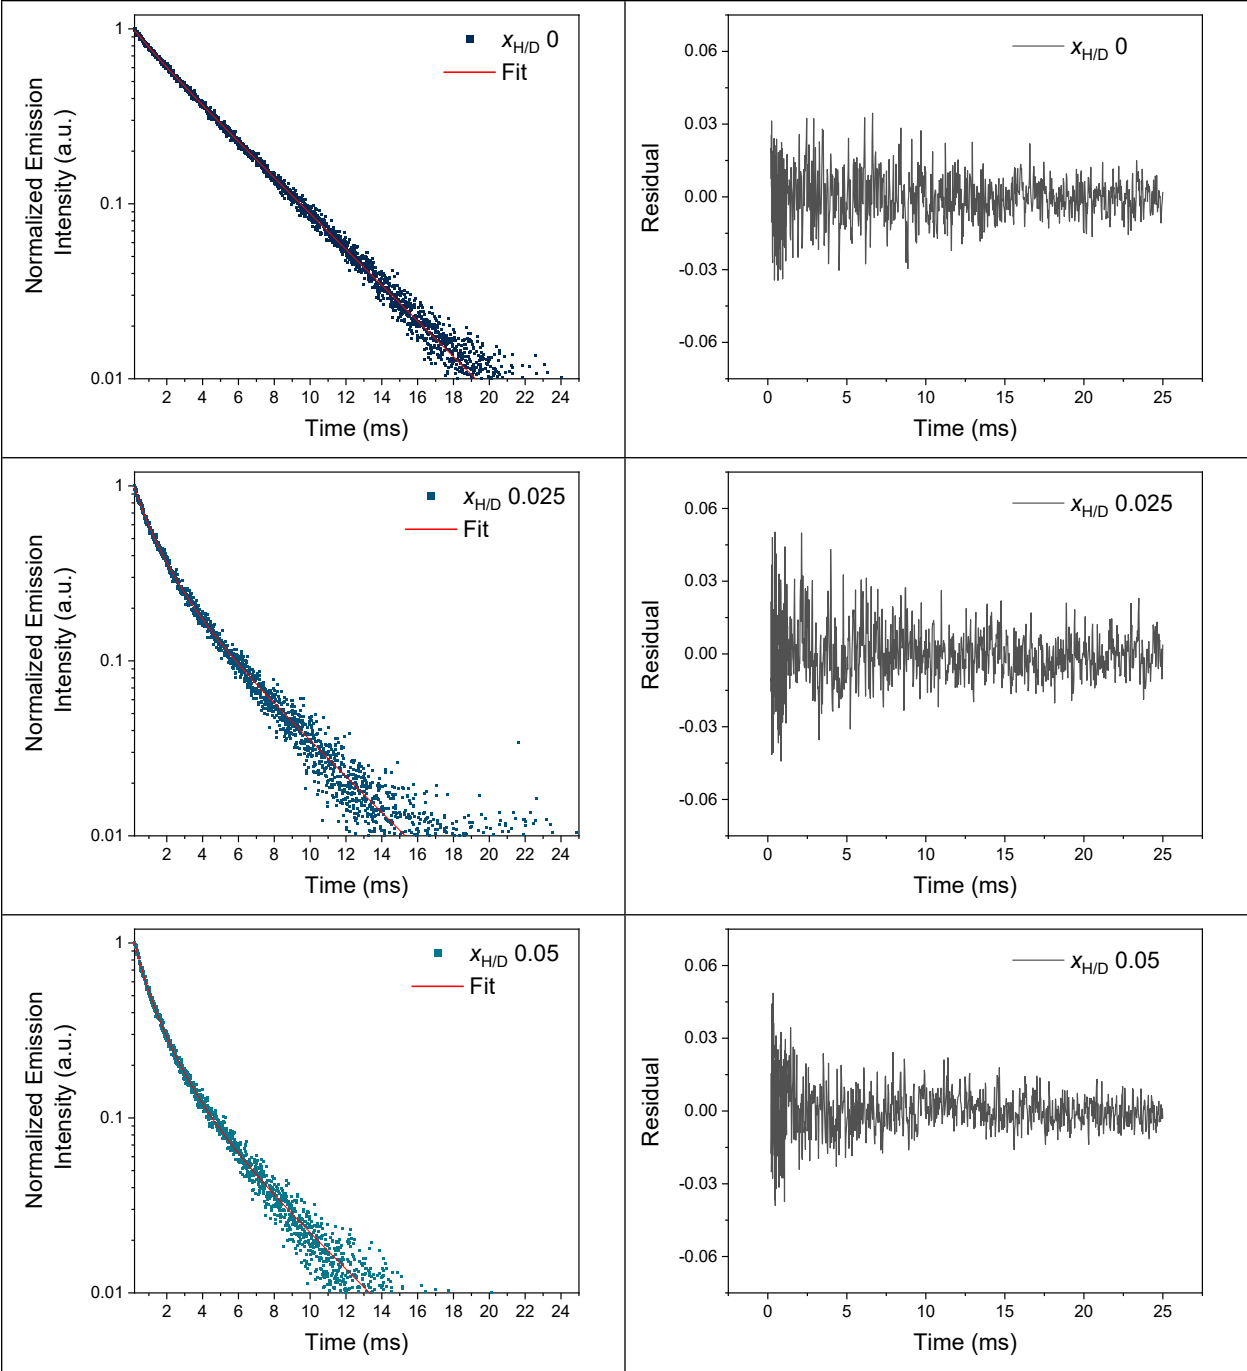 1
0.1
0.01
Normalized Emission
Intensity (a.u.)
x_H/D 0
Fit
2 4 6 8 10 12 14 16 18 20 22 24
Time (ms)
0.06
0.03
0.00
-0.03
-0.06
Residual
x_H/D 0
0 5 10 15 20 25
Time (ms)
1
0.1
0.01
Normalized Emission
Intensity (a.u.)
x_H/D 0.025
Fit
2 4 6 8 10 12 14 16 18 20 22 24
Time (ms)
0.06
0.03
0.00
-0.03
-0.06
Residual
x_H/D 0.025
0 5 10 15 20 25
Time (ms)
1
0.1
0.01
Normalized Emission
Intensity (a.u.)
x_H/D 0.05
Fit
2 4 6 8 10 12 14 16 18 20 22 24
Time (ms)
0.06
0.03
0.00
-0.03
-0.06
Residual
x_H/D 0.05
0 5 10 15 20 25
Time (ms)